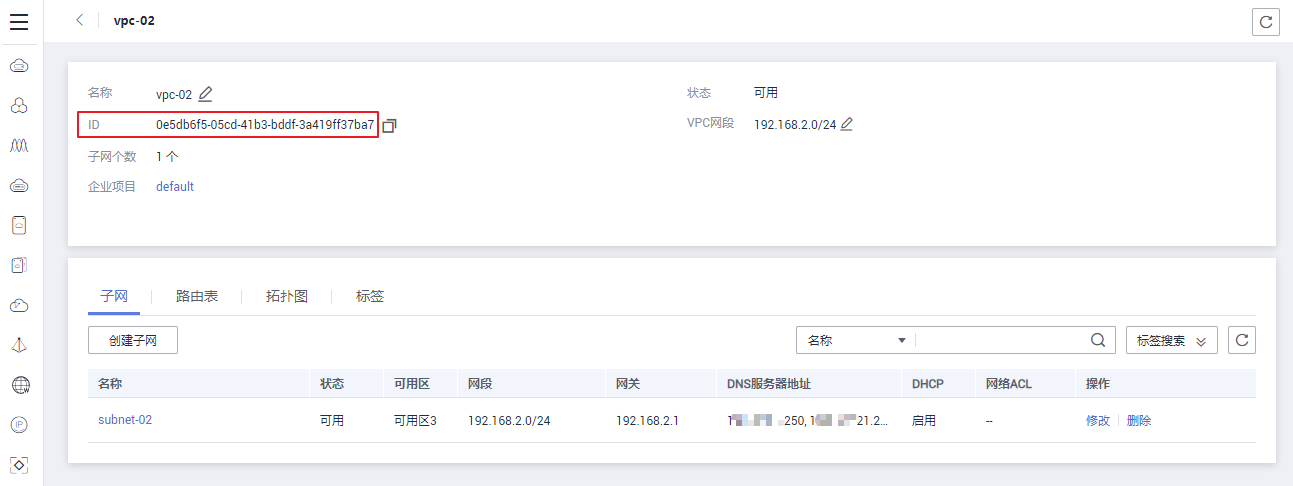 vpc-02
名称 vpc-02 状态 可用
ID 0e5db6f5-05cd-41b3-bddf-3a419ff37ba7 VPC网段 192.168.2.0/24
子网个数 1 个
企业项目 default
子网 路由表 拓扑图 标签
创建子网 名称 标签搜索
名称 状态 可用区 网段 网关 DNS服务器地址 DHCP 网络ACL 操作
subnet-02 可用 可用区3 192.168.2.0/24 192.168.2.1 .250, 21.2... 启用 -- 修改 删除
IP